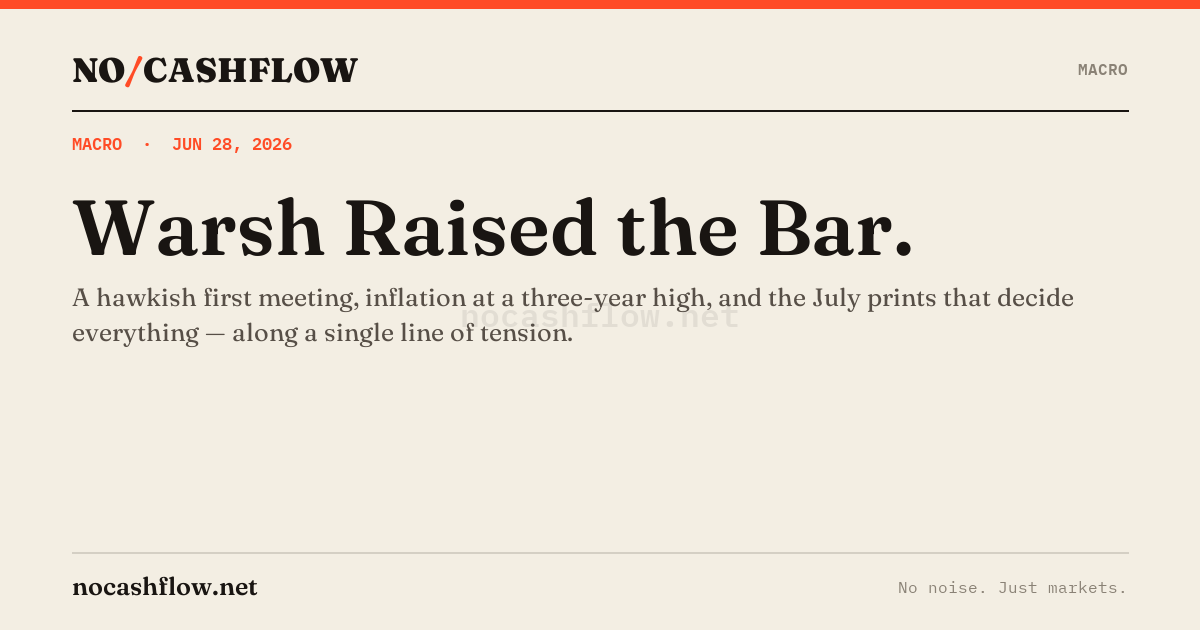 NO/CASHFLOW
MACRO
MACRO · JUN 28, 2026
Warsh Raised the Bar.
A hawkish first meeting, inflation at a three-year high, and the July prints that decide
everything — along a single line of tension.
nocashflow.net
nocashflow.net
No noise. Just markets.